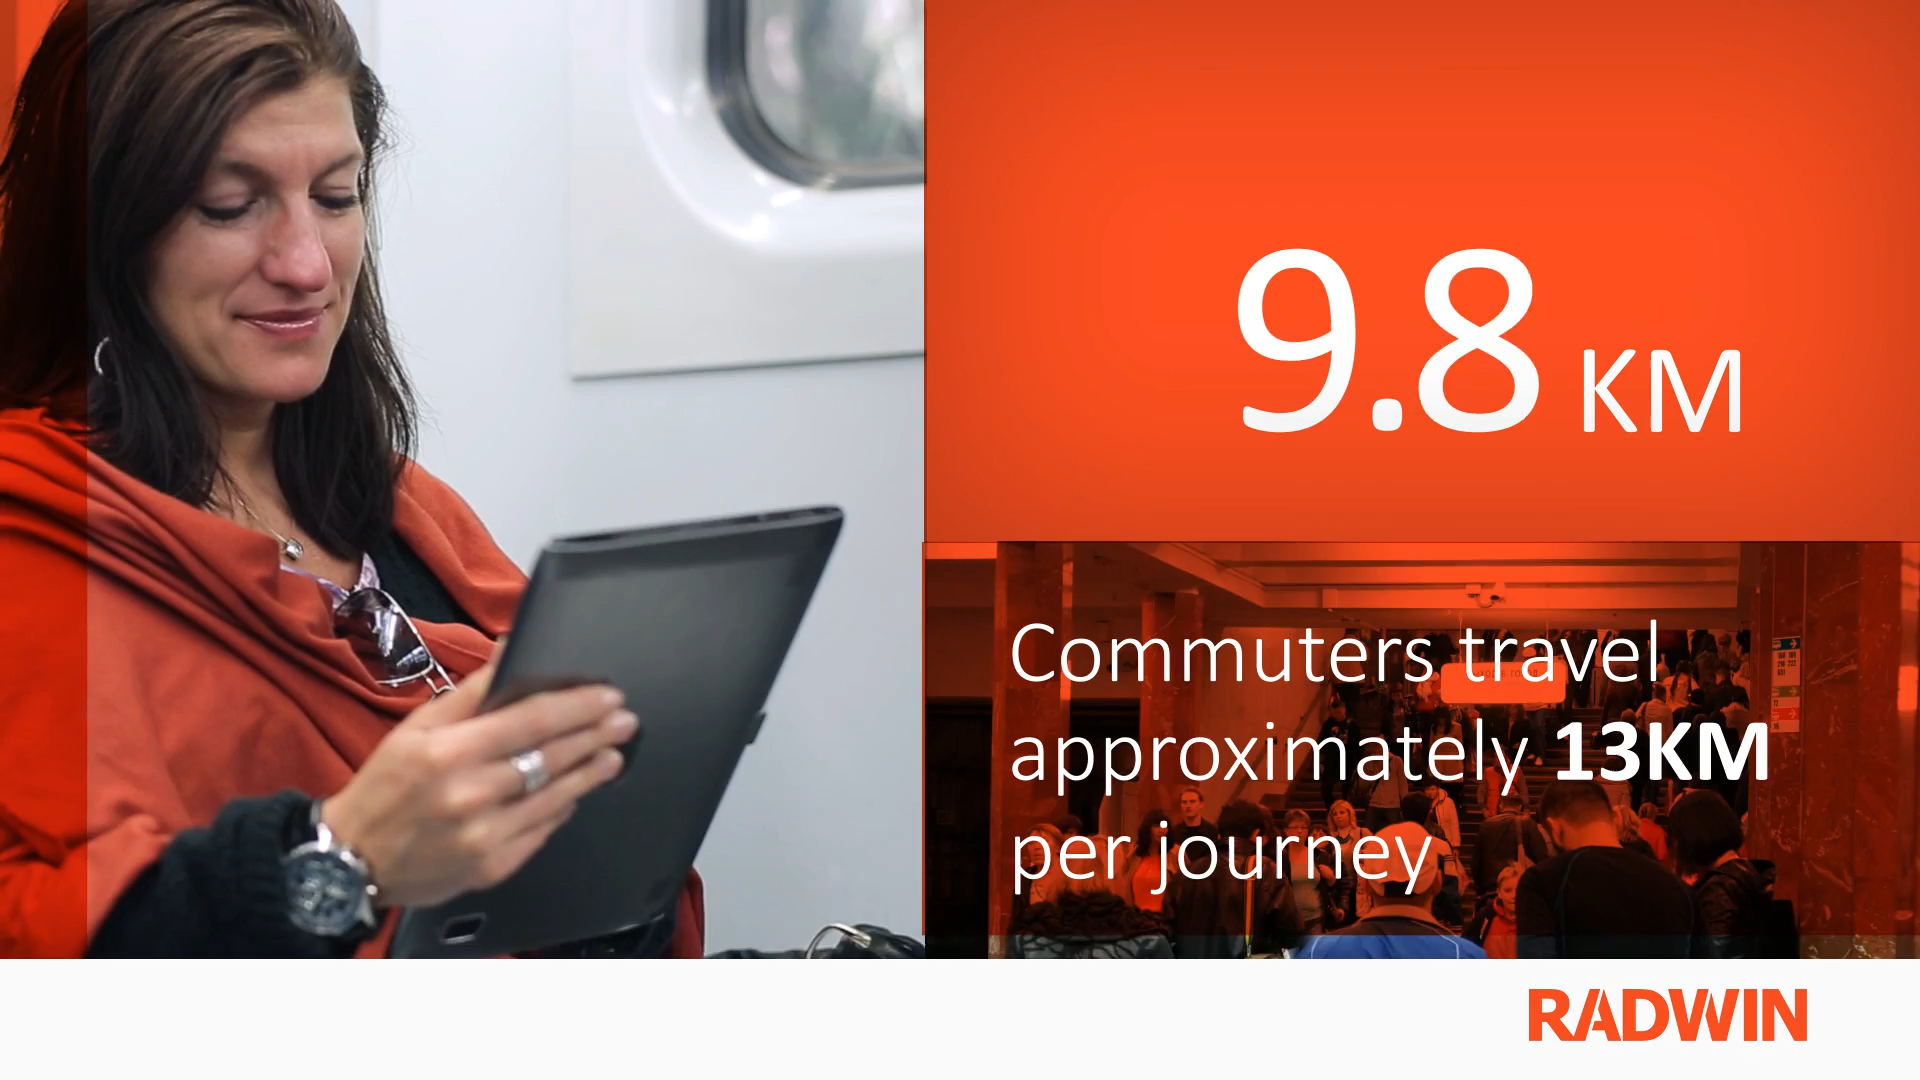 9.8 KM
Commuters travel
approximately 13KM
per journey
RADWIN